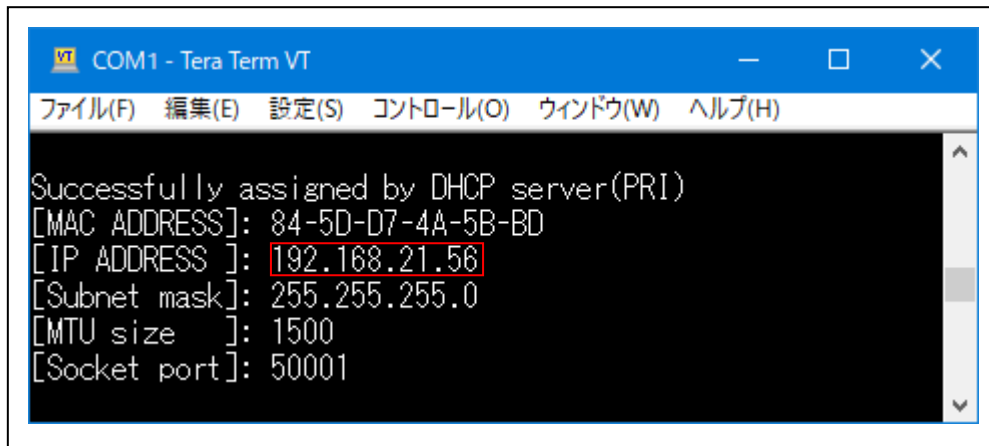 COM1 - Tera Term VT
ファイル(F) 編集(E) 設定(S) コントロール(O) ウィンドウ(W) ヘルプ(H)
Successfully assigned by DHCP server(PRI)
[MAC ADDRESS]: 84-5D-D7-4A-5B-BD
[IP ADDRESS ]: 192.168.21.56
[Subnet mask]: 255.255.255.0
[MTU size   ]: 1500
[Socket port]: 50001